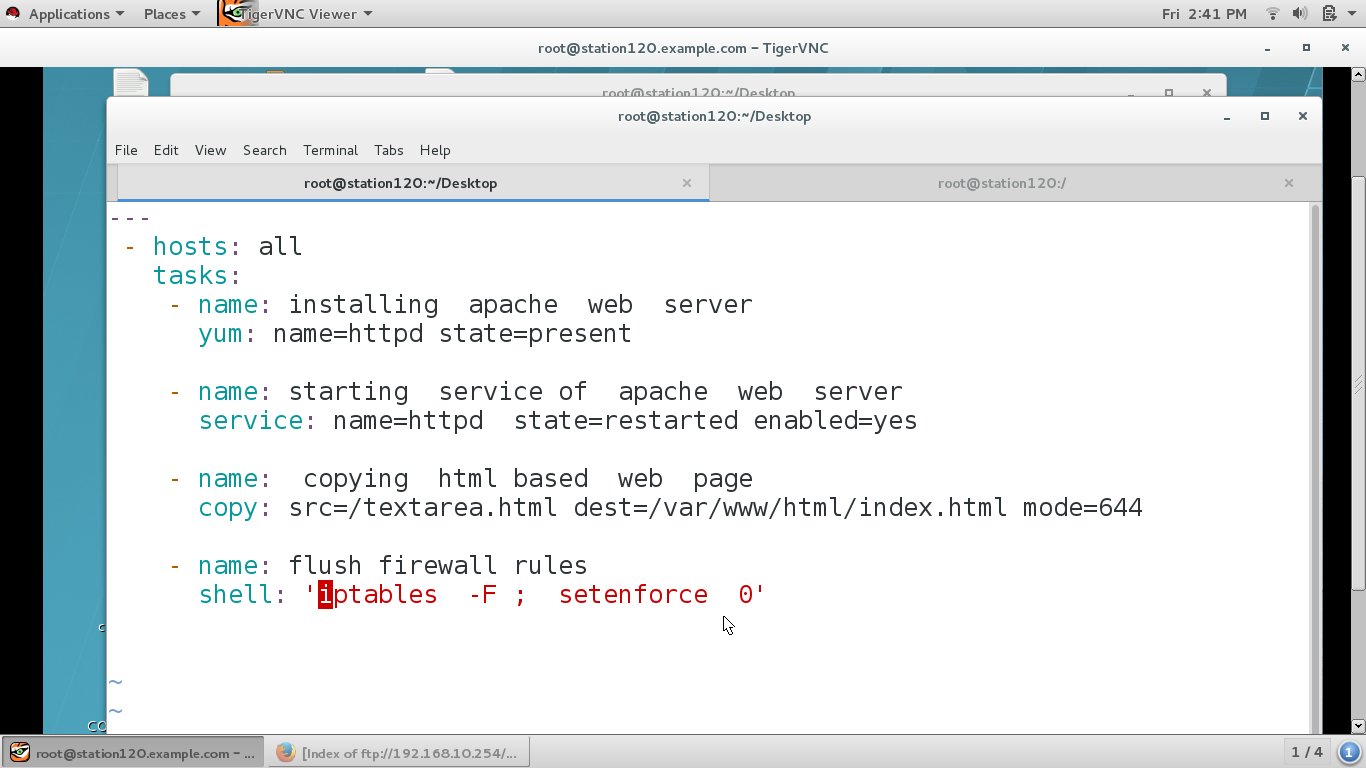 Applications Places TigerVNC Viewer Fri 2:41 PM
root@station120.example.com - TigerVNC
root@station120:~/Desktop
root@station120:~/Desktop
File Edit View Search Terminal Tabs Help
root@station120:~/Desktop root@station120:/
---
- hosts: all
tasks:
- name: installing  apache  web  server
yum: name=httpd state=present
- name: starting  service of  apache  web  server
service: name=httpd  state=restarted enabled=yes
- name:  copying  html based  web  page
copy: src=/textarea.html dest=/var/www/html/index.html mode=644
- name: flush firewall rules
shell: 'iptables  -F ;  setenforce  0'
~
~
root@station120.example.com - ... [Index of ftp://192.168.10.254/... 1 / 4 1